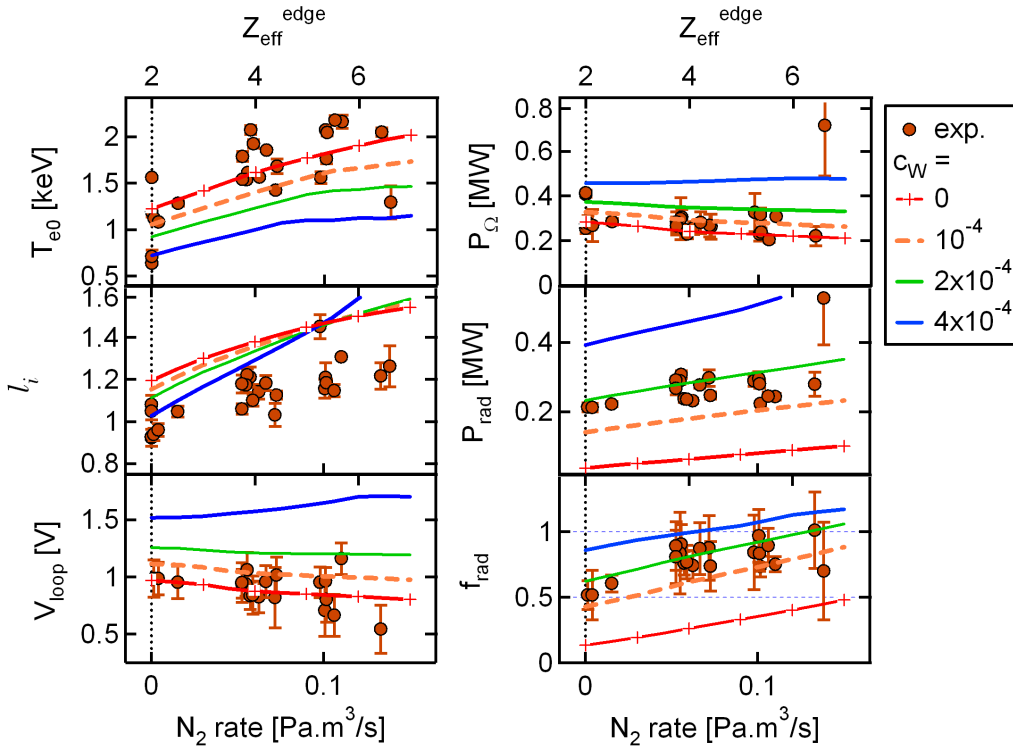 Z_eff^edge
Z_eff^edge
2 4 6
2 4 6
T_e0 [keV]
2
1.5
1
0.5
P_Ω [MW]
0.8
0.6
0.4
0.2
0
exp.
c_W =
0
10^-4
2x10^-4
4x10^-4
l_i
1.6
1.4
1.2
1
0.8
P_rad [MW]
0.4
0.2
V_loop [V]
1.5
1
0.5
f_rad
1
0.5
0
0 0.1
0 0.1
N_2 rate [Pa.m^3/s]
N_2 rate [Pa.m^3/s]